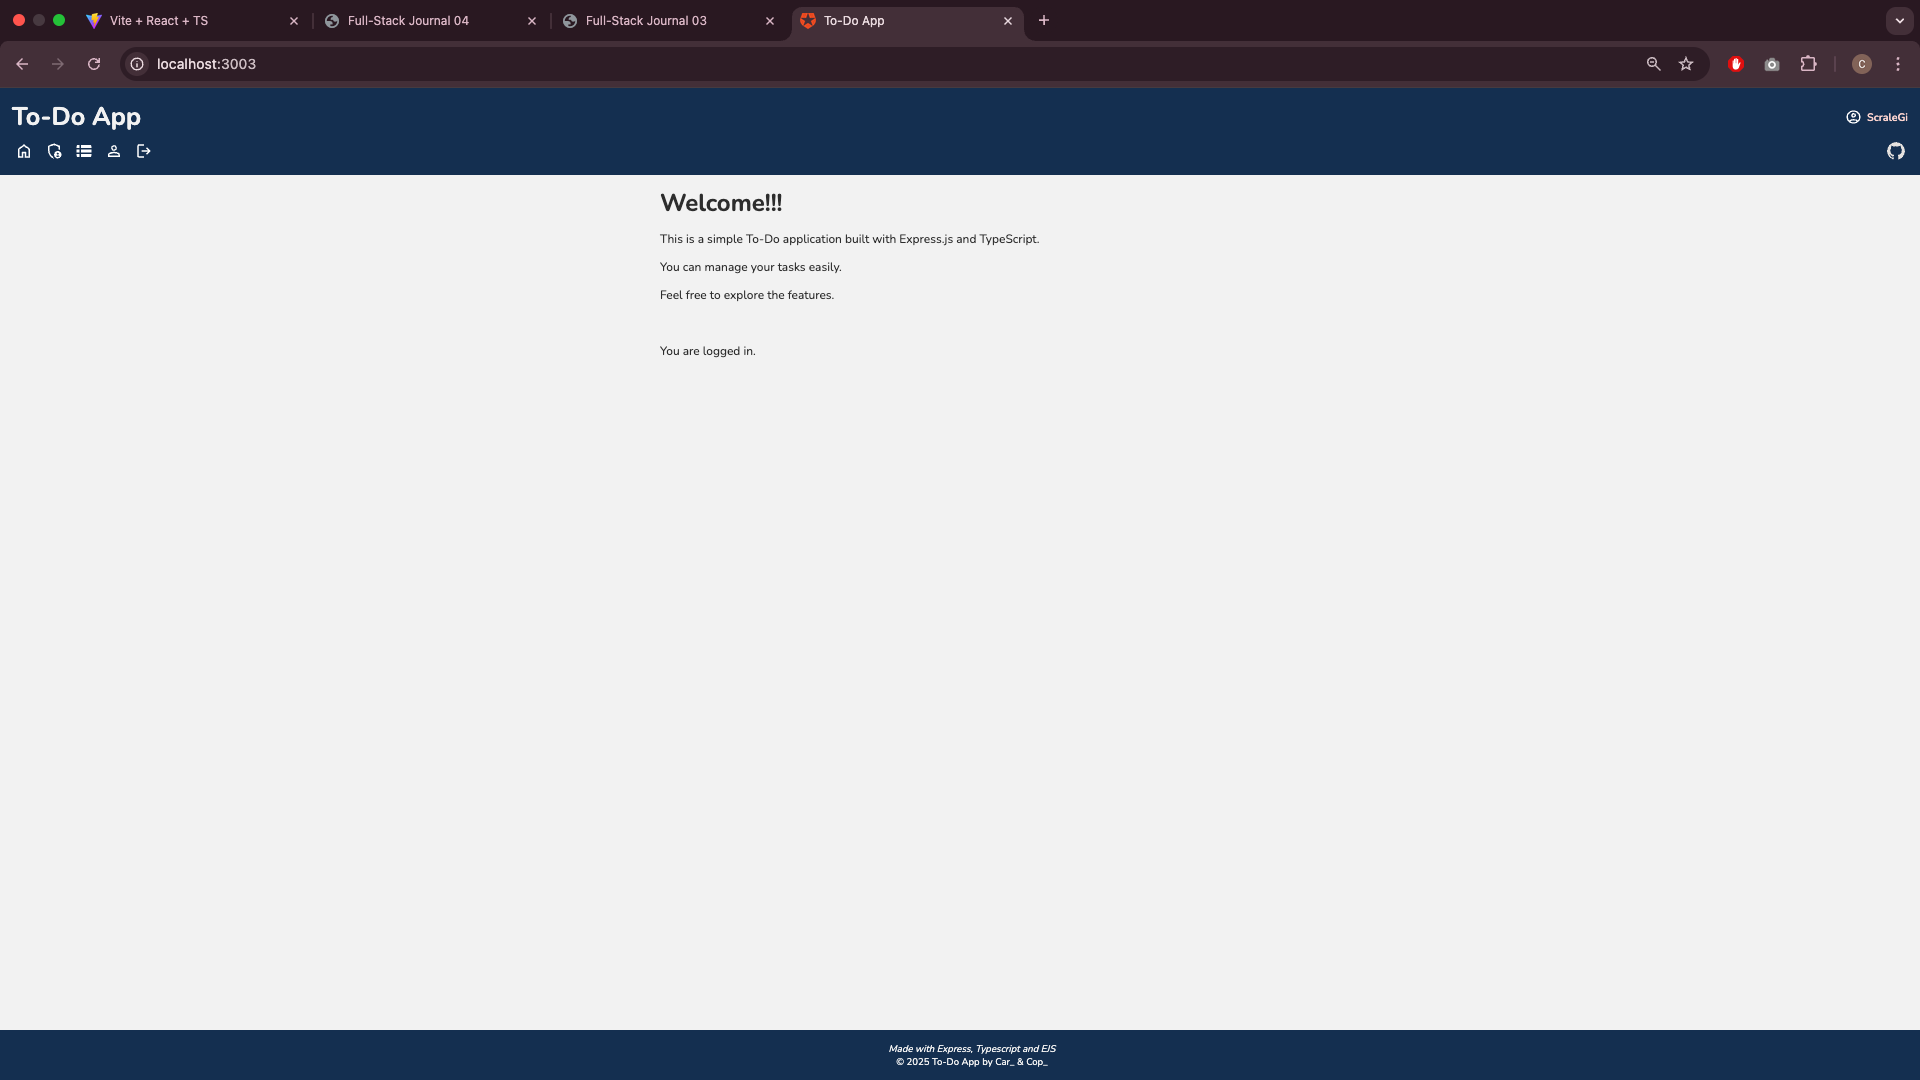 Vite + React + TS
Full-Stack Journal 04
Full-Stack Journal 03
To-Do App
localhost:3003
C
To-Do App
ScraleGi
Welcome!!!
This is a simple To-Do application built with Express.js and TypeScript.
You can manage your tasks easily.
Feel free to explore the features.
You are logged in.
Made with Express, Typescript and EJS
© 2025 To-Do App by Car_ & Cop_